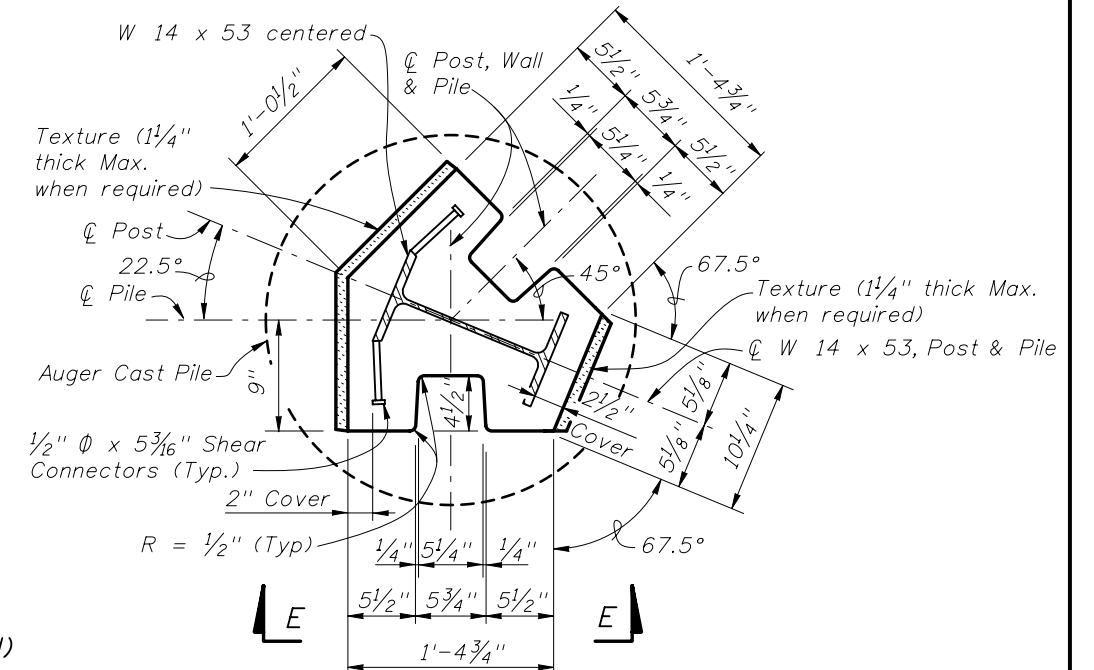 W 14 x 53 centered
℄ Post, Wall
& Pile
5½"
1'-4¾"
¼"
5¾"
5¼"
5½"
¼"
1'-0½"
Texture (1¼"
thick Max.
when required)
℄ Post
22.5°
℄ Pile
45°
67.5°
Texture (1¼" thick Max.
when required)
℄ W 14 x 53, Post & Pile
Auger Cast Pile
9"
4½"
2½"
Cover
5⅛"
5⅛"
10¼"
½" Φ x 5³⁄₁₆" Shear
Connectors (Typ.)
2" Cover
R = ½" (Typ)
67.5°
¼" 5¼" ¼"
5½" 5¾" 5½"
E E
1'-4¾"